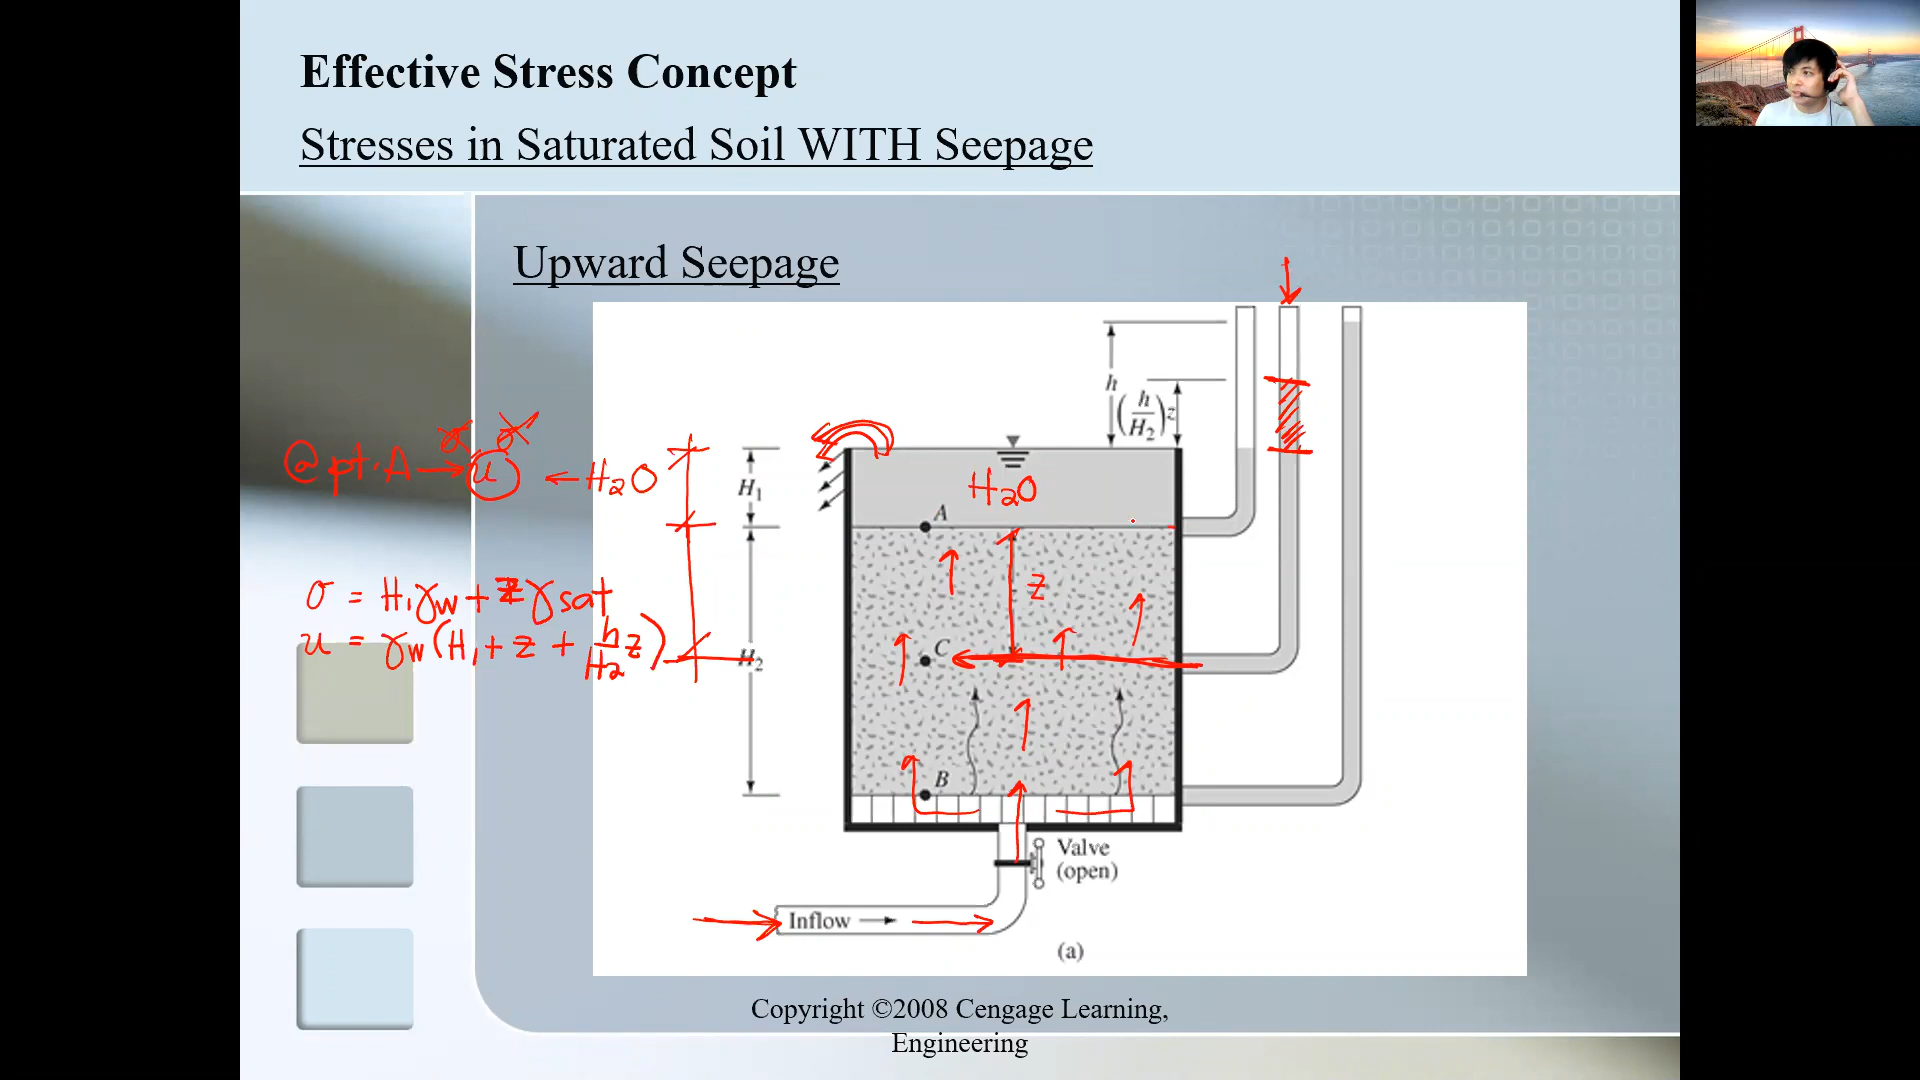 Effective Stress Concept
Stresses in Saturated Soil WITH Seepage
Upward Seepage
h
(h/H₂)z
@ pt. A → u ← H₂O
H₁
H₂O
A
z
σ = H₁γw + zγsat
u = γw(H₁ + z + h/H₂ z)
H₂
C
B
Valve
(open)
Inflow
(a)
Copyright ©2008 Cengage Learning,
Engineering